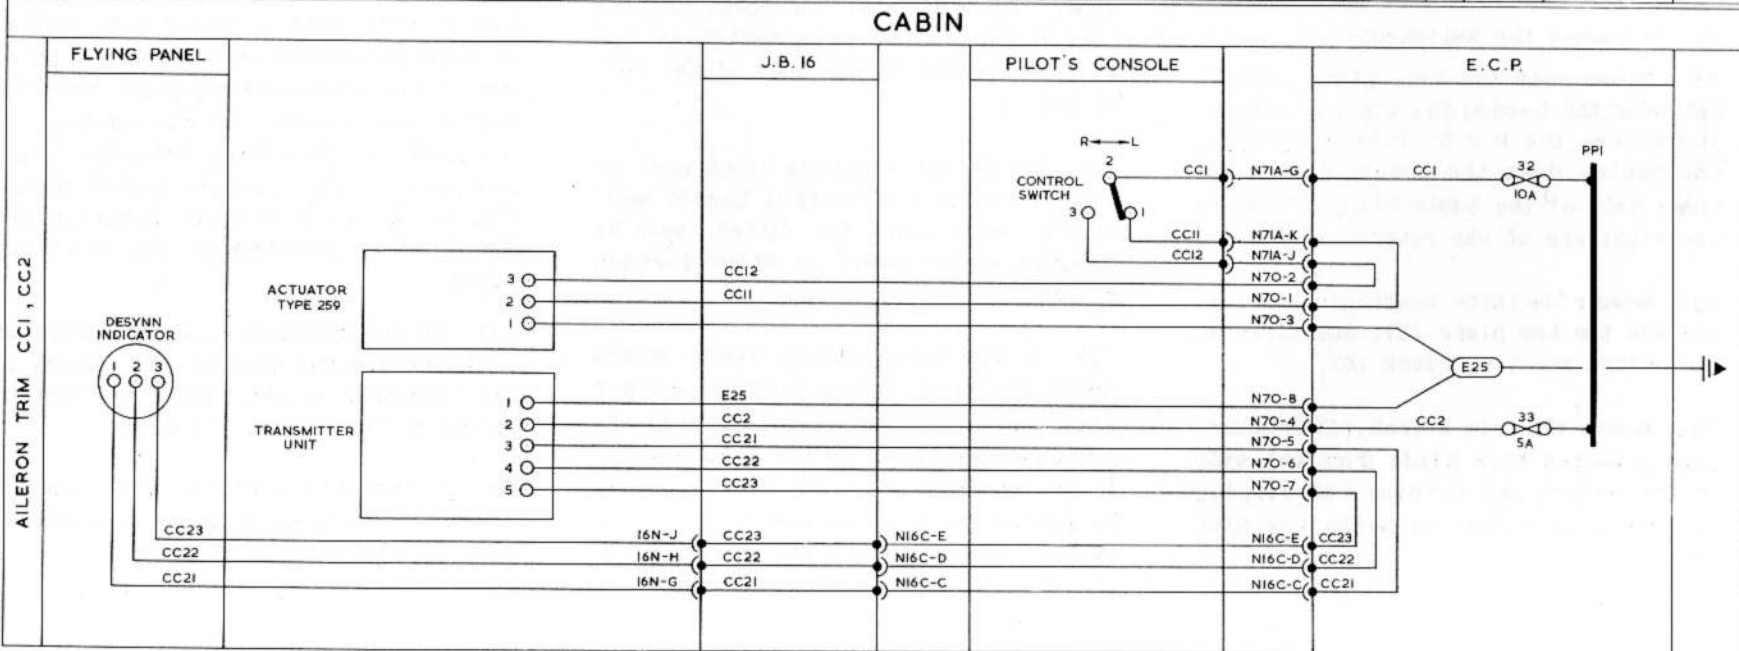 CABIN
FLYING PANEL
J.B.16
PILOT'S CONSOLE
E.C.P.
AILERON TRIM CC1, CC2
DESYNN
INDICATOR
1 2 3
ACTUATOR
TYPE 259
3
2
1
TRANSMITTER
UNIT
1
2
3
4
5
CC12
CC11
E25
CC2
CC21
CC22
CC23
CC23
CC22
CC21
16N-J
16N-H
16N-G
CC23
CC22
CC21
N16C-E
N16C-D
N16C-C
R L
CONTROL
SWITCH
2
3
1
CC1
CC11
CC12
N71A-G
N71A-K
N71A-J
N70-2
N70-1
N70-3
N70-8
N70-4
N70-5
N70-6
N70-7
N16C-E
N16C-D
N16C-C
CC23
CC22
CC21
CC1
32
10A
PP1
E25
CC2
33
5A